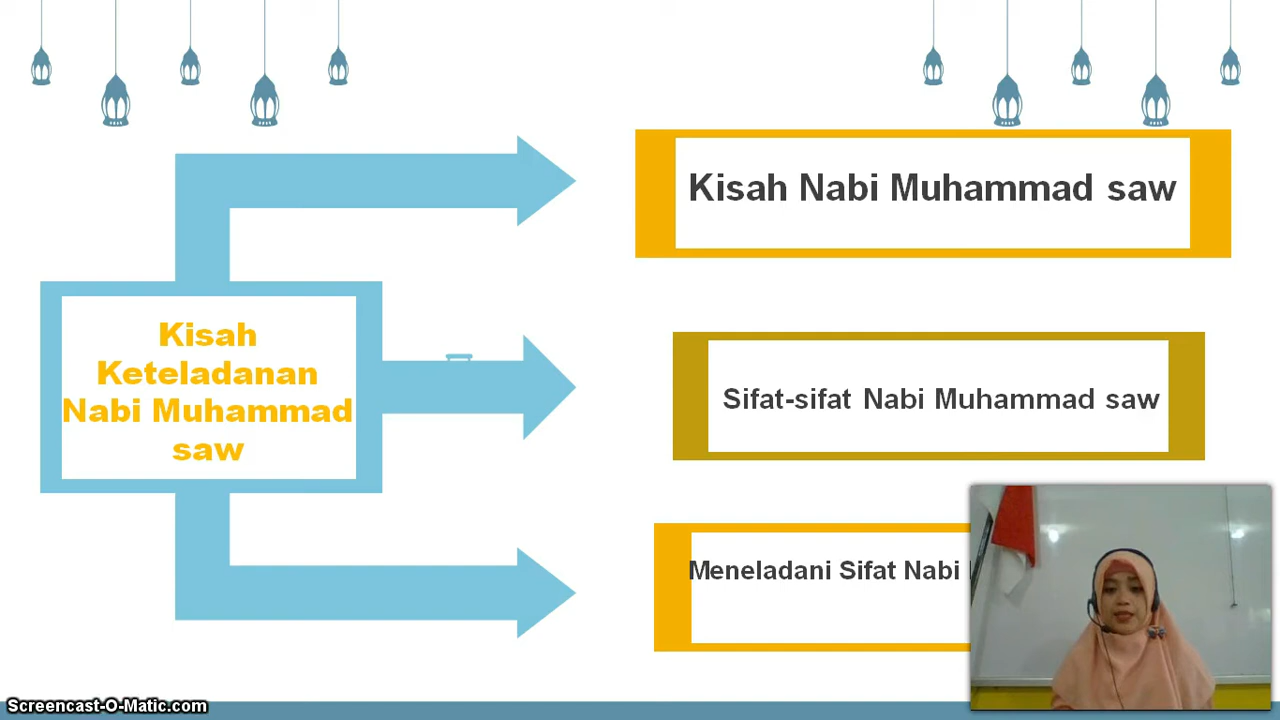 Kisah Nabi Muhammad saw
Kisah
Keteladanan
Nabi Muhammad
saw
Sifat-sifat Nabi Muhammad saw
Meneladani Sifat Nabi
Screencast-O-Matic.com